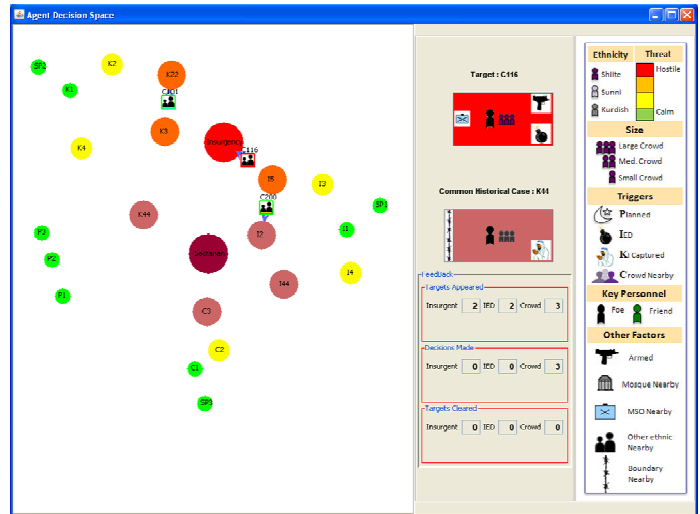 Agent Decision Space
SP2
K2
K1
K22
C101
K3
Insurgency
C116
K4
I5
I3
C200
SP1
K44
I1
I2
P3
P2
I4
I44
P1
C3
C2
C1
SP3
Target : C116
Common Historical Case : K44
Feedback
Targets Appeared
Insurgent 2 IED 2 Crowd 3
Decisions Made
Insurgent 0 IED 0 Crowd 3
Targets Cleared
Insurgent 0 IED 0 Crowd 0
Ethnicity Threat
Shiite
Sunni
Kurdish
Hostile
Calm
Size
Large Crowd
Med. Crowd
Small Crowd
Triggers
Planned
IED
KI Captured
Crowd Nearby
Key Personnel
Foe Friend
Other Factors
Armed
Mosque Nearby
MSO Nearby
Other ethnic
Nearby
Boundary
Nearby